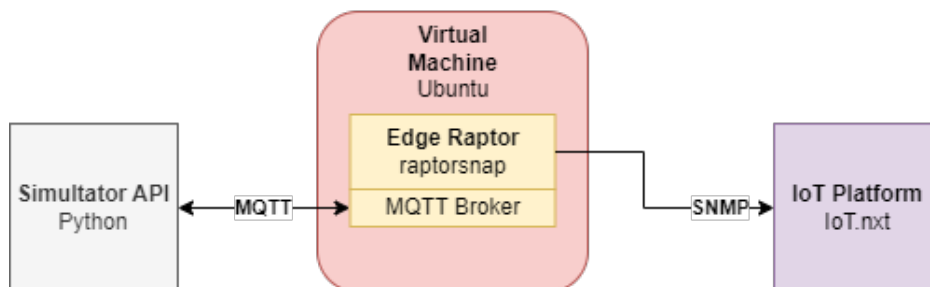 Virtual
Machine
Ubuntu
Edge Raptor
raptorsnap
MQTT Broker
Simultator API
Python
MQTT
SNMP
IoT Platform
IoT.nxt